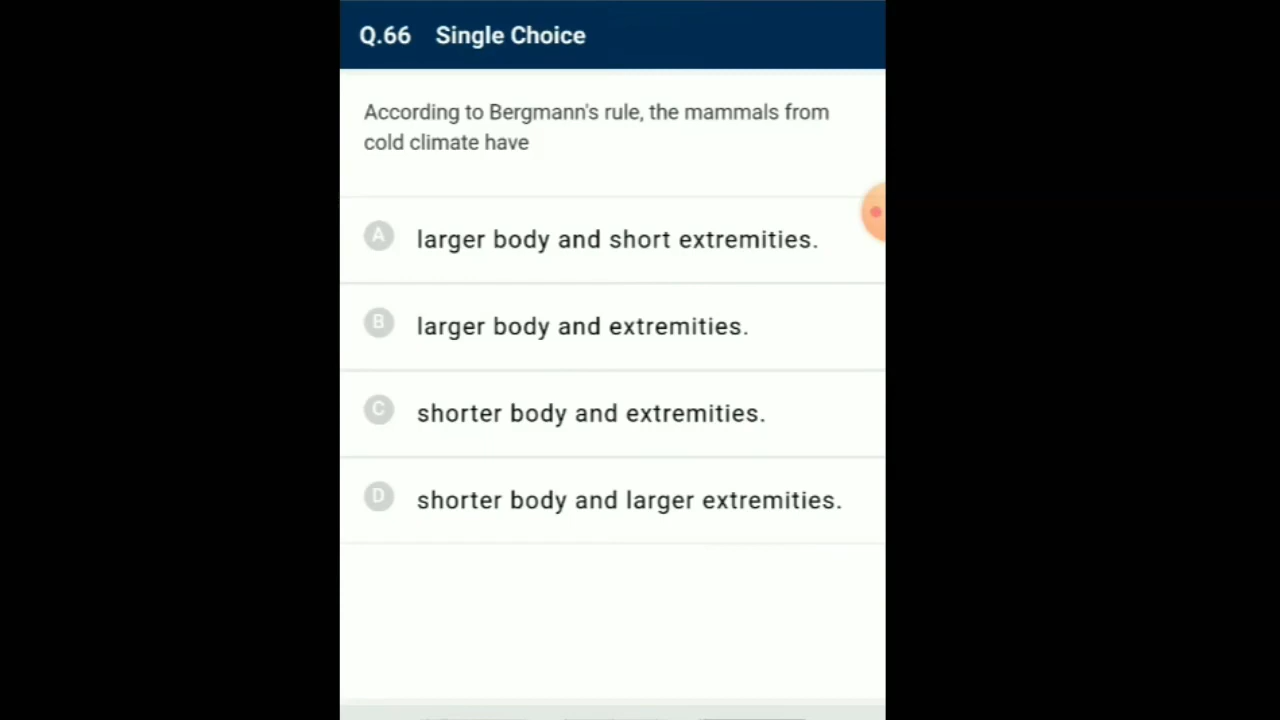 Q.66 Single Choice
According to Bergmann's rule, the mammals from
cold climate have
A larger body and short extremities.
B larger body and extremities.
C shorter body and extremities.
D shorter body and larger extremities.